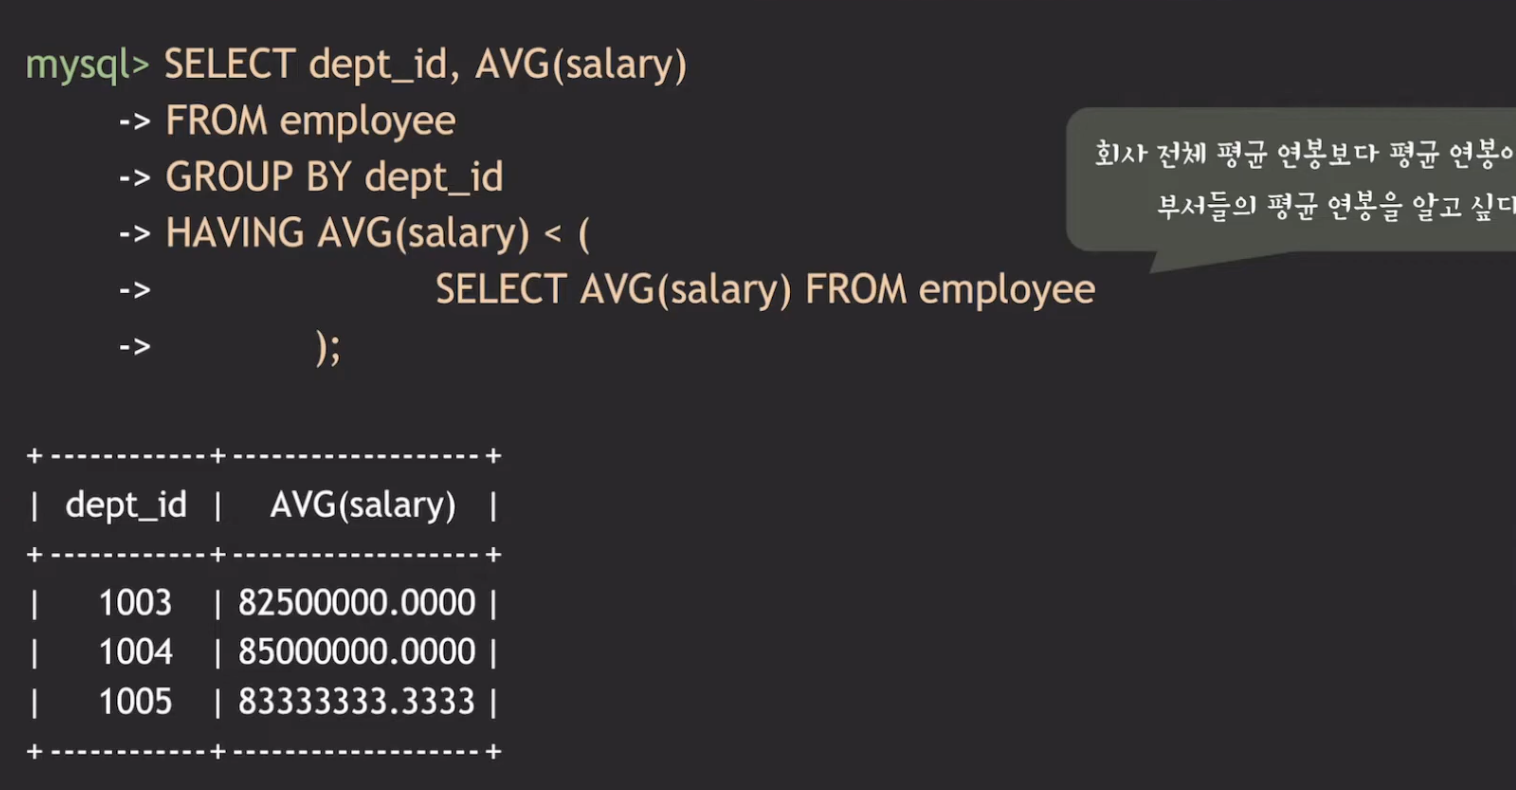 mysql> SELECT dept_id, AVG(salary)
-> FROM employee
-> GROUP BY dept_id
-> HAVING AVG(salary) < (
-> SELECT AVG(salary) FROM employee
-> );
회사 전체 평균 연봉보다 평균 연봉이
부서들의 평균 연봉을 알고 싶다
+------------+-------------------+
| dept_id | AVG(salary) |
+------------+-------------------+
| 1003 | 82500000.0000 |
| 1004 | 85000000.0000 |
| 1005 | 83333333.3333 |
+------------+-------------------+